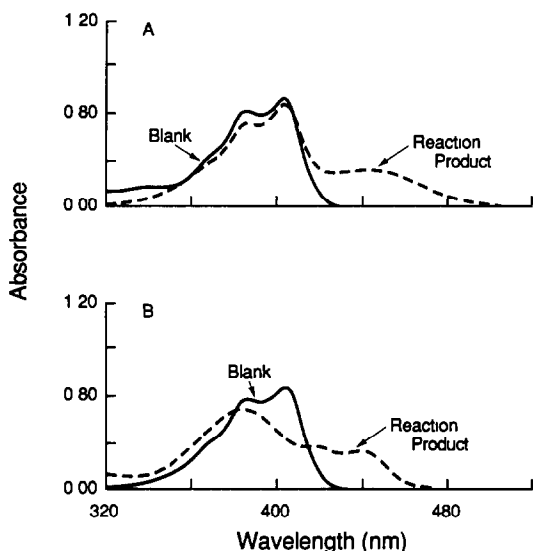 A
1 20
0 80
0 00
Blank
Reaction
Product
Absorbance
B
1 20
0 80
0 00
Blank
Reaction
Product
320
400
480
Wavelength (nm)